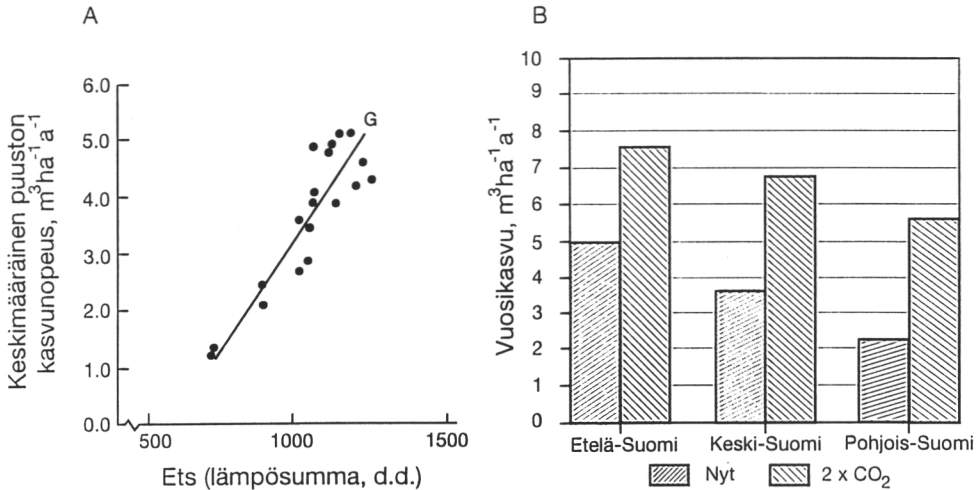 A
Keskimääräinen puuston
kasvunopeus, m³ha⁻¹a⁻¹
6.0
5.0
4.0
3.0
2.0
1.0
0.0
G
500
1000
1500
Ets (lämpösumma, d.d.)
B
Vuosikasvu, m³ha⁻¹a⁻¹
10
9
8
7
6
5
4
3
2
1
0
Etelä-Suomi
Keski-Suomi
Pohjois-Suomi
Nyt
2 x CO₂